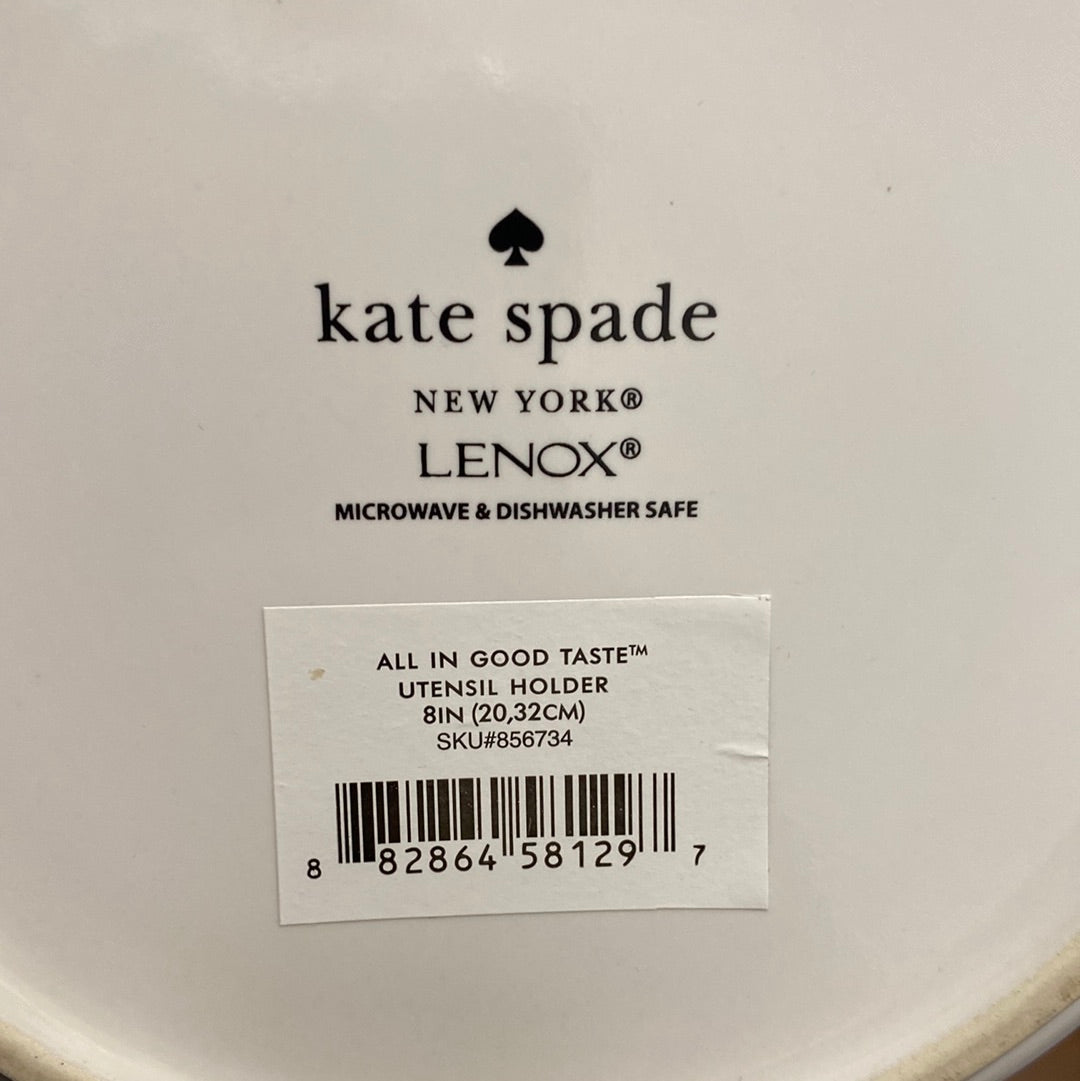 kate spade
NEW YORK®
LENOX®
MICROWAVE & DISHWASHER SAFE
ALL IN GOOD TASTE™
UTENSIL HOLDER
8IN (20,32CM)
SKU#856734
8 82864 58129 7